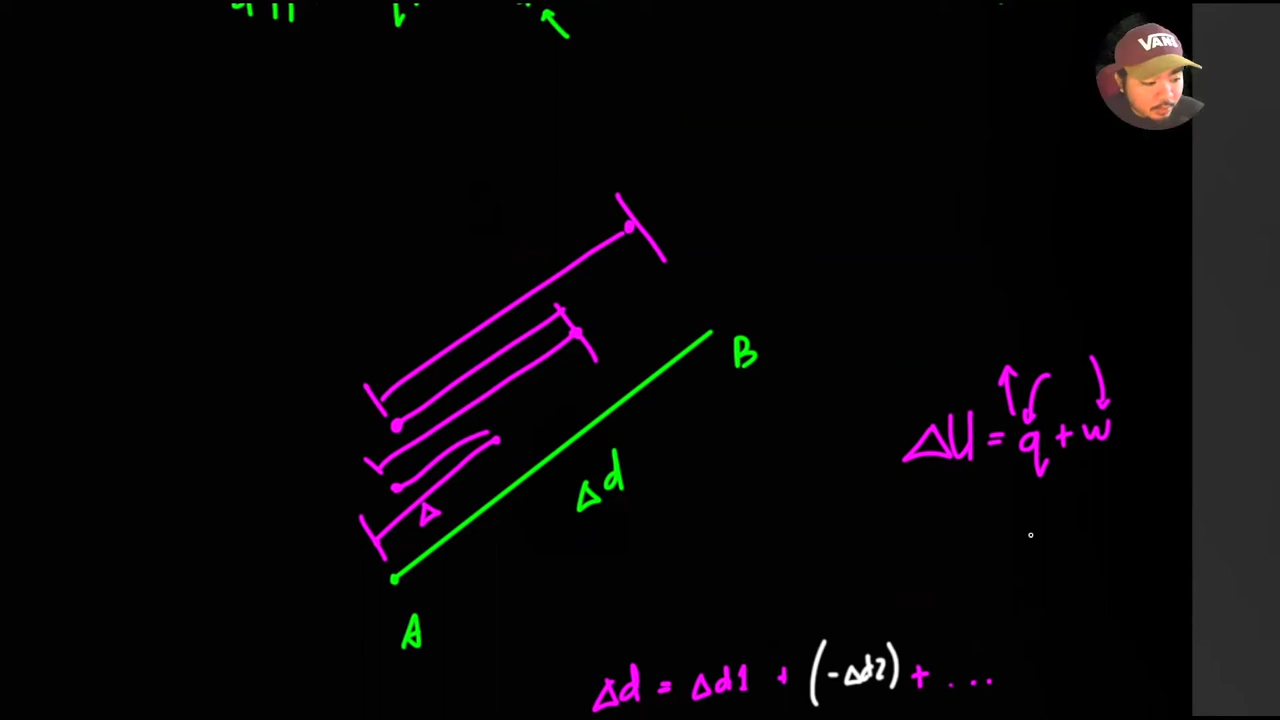 VANS
B
Δd
ΔU = q + w
Δ
A
Δd = Δd1 + (-Δd2) + ...